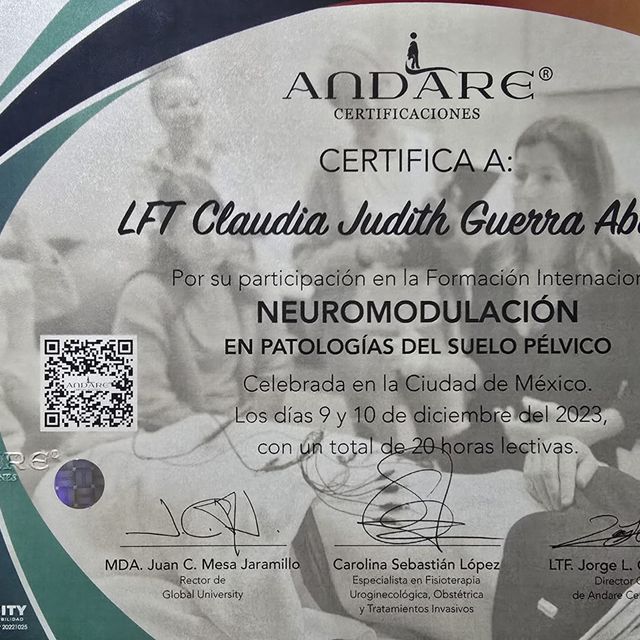 ANDARE®
CERTIFICACIONES
CERTIFICA A:
LFT Claudia Judith Guerra
Por su participación en la Formación
NEUROMODULACIÓN
EN PATOLOGÍAS DEL SUELO PÉLVICO
Celebrada en la Ciudad de México.
Los días 9 y 10 de diciembre del 2023,
con un total de 20 horas lectivas.
ANDARE
MDA. Juan C. Mesa Jaramillo
Rector de
Global University
Carolina Sebastián López
Especialista en Fisioterapia
Uroginecológica, Obstétrica
y Tratamientos Invasivos
LTF. Jorge L.
Director
de Andare
20221025